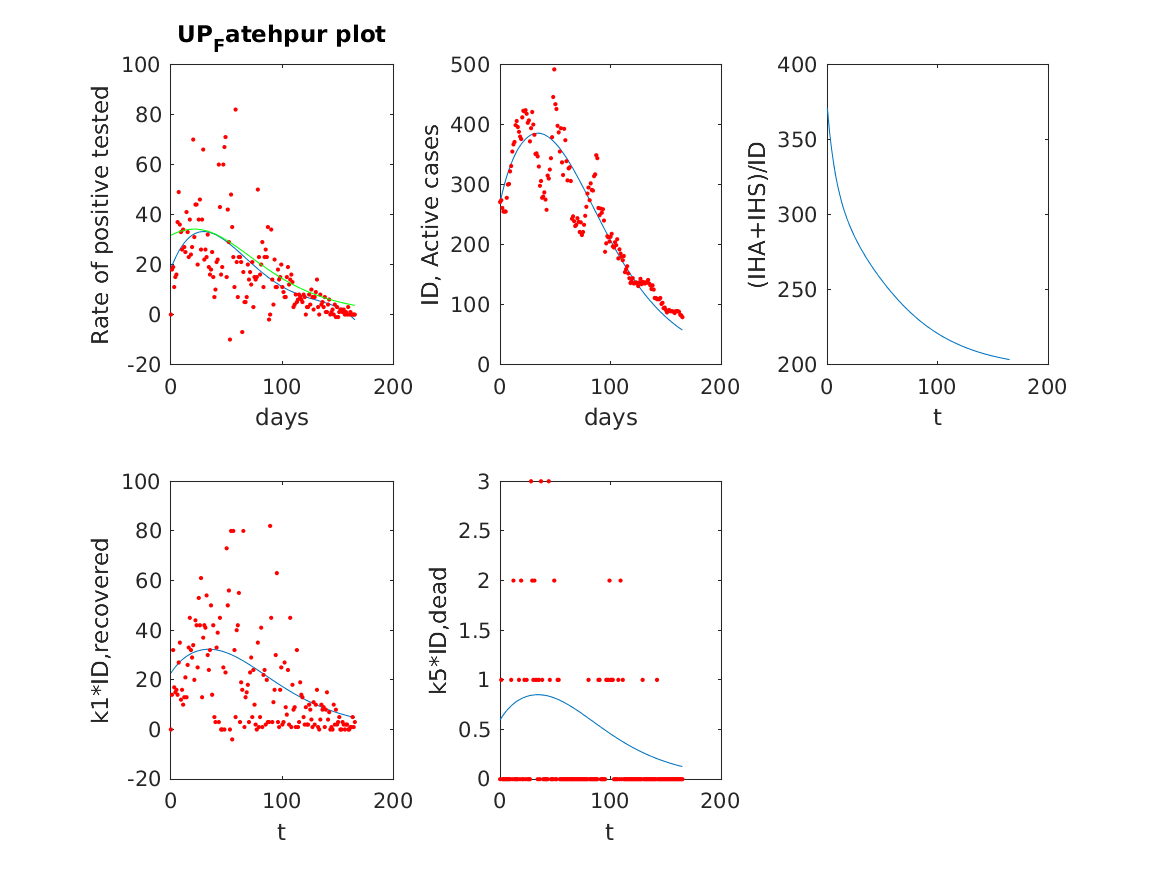 UP_Fatehpur plot
100
80
60
40
20
0
-20
0 100 200
days
Rate of positive tested
500
400
300
200
100
0
0 100 200
days
ID, Active cases
400
350
300
250
200
0 100 200
t
(IHA+IHS)/ID
100
80
60
40
20
0
-20
0 100 200
t
k1*ID,recovered
3
2.5
2
1.5
1
0.5
0
0 100 200
t
k5*ID,dead